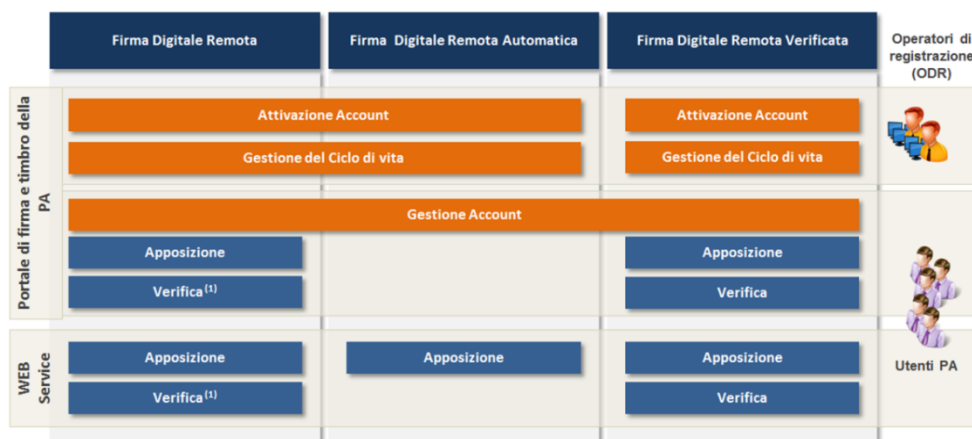 Firma Digitale Remota
Firma Digitale Remota Automatica
Firma Digitale Remota Verificata
Operatori di
registrazione
(ODR)
Portale di firma e timbro della
PA
Attivazione Account
Attivazione Account
Gestione del Ciclo di vita
Gestione del Ciclo di vita
Gestione Account
Apposizione
Apposizione
Verifica(1)
Verifica
WEB
Service
Apposizione
Apposizione
Apposizione
Utenti PA
Verifica(1)
Verifica